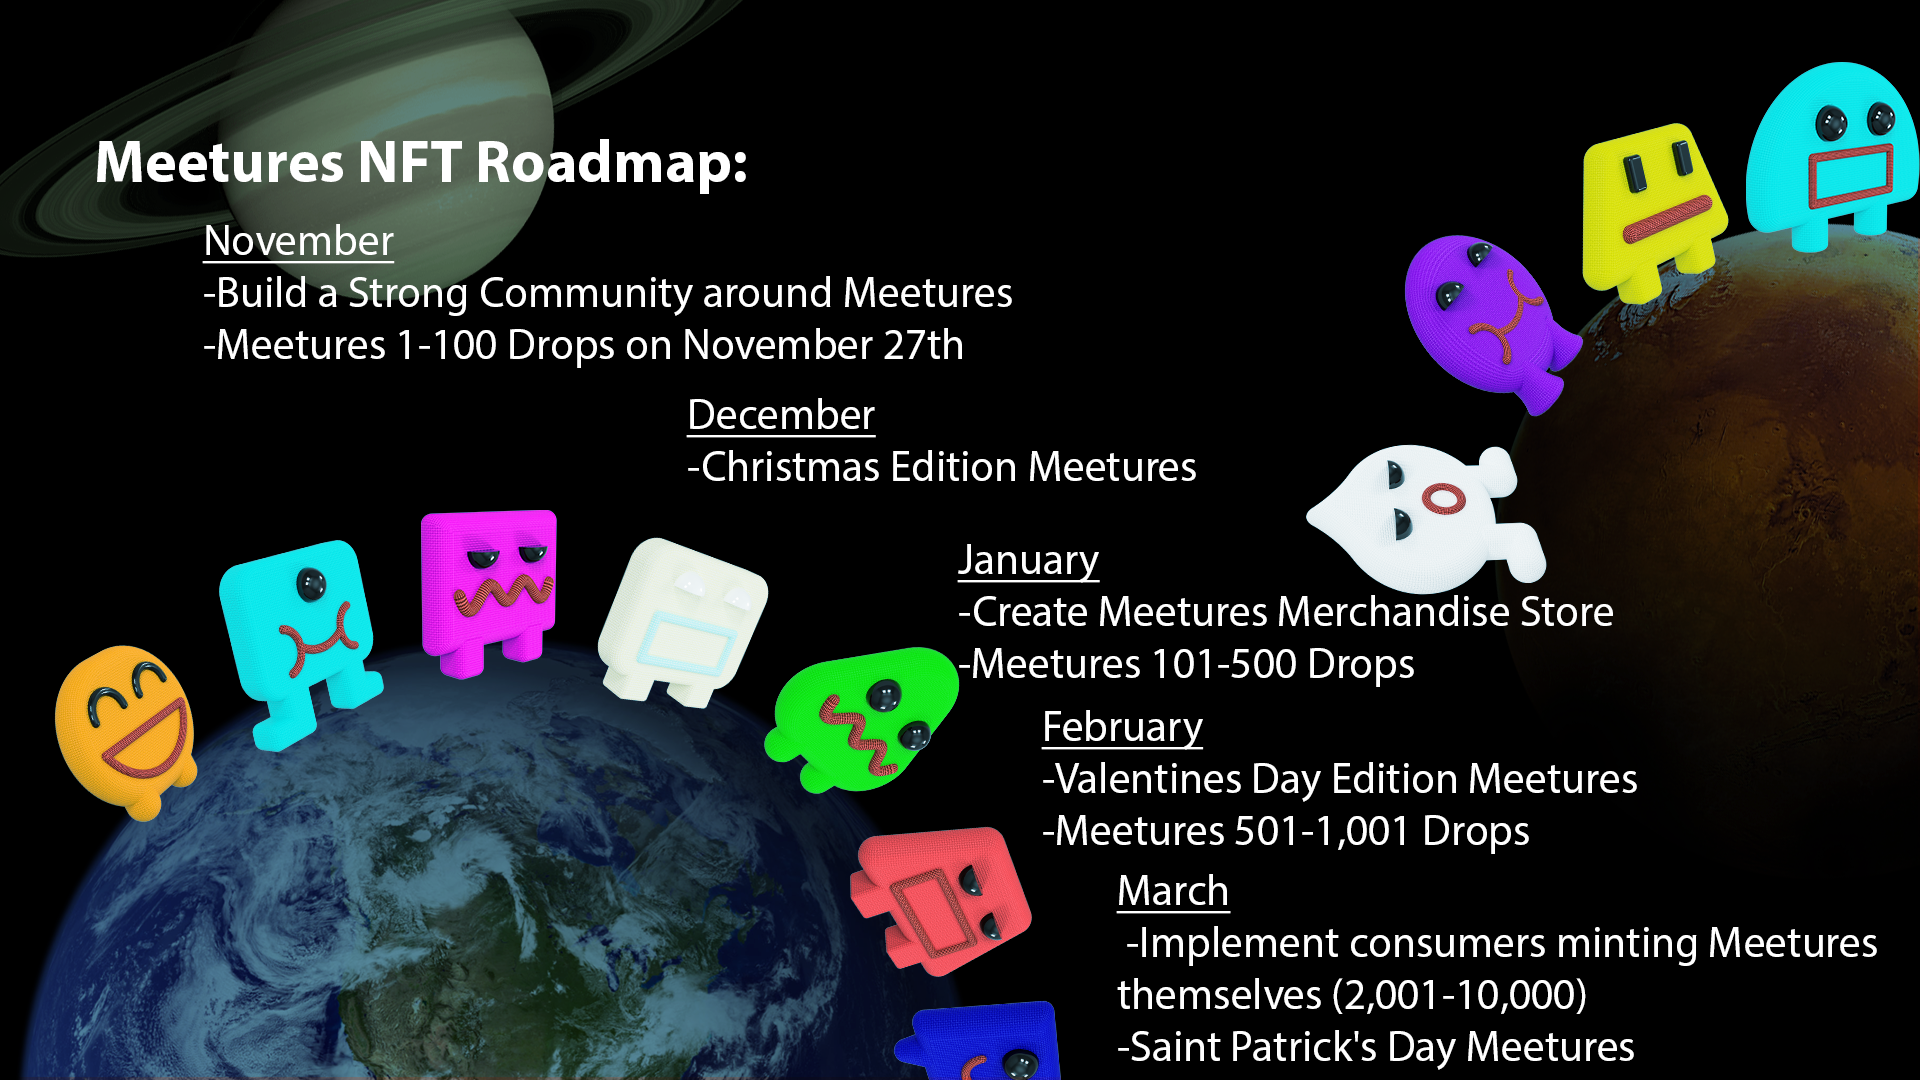 Meetures NFT Roadmap:
November
-Build a Strong Community around Meetures
-Meetures 1-100 Drops on November 27th
December
-Christmas Edition Meetures
January
-Create Meetures Merchandise Store
-Meetures 101-500 Drops
February
-Valentines Day Edition Meetures
-Meetures 501-1,001 Drops
March
-Implement consumers minting Meetures
themselves (2,001-10,000)
-Saint Patrick's Day Meetures